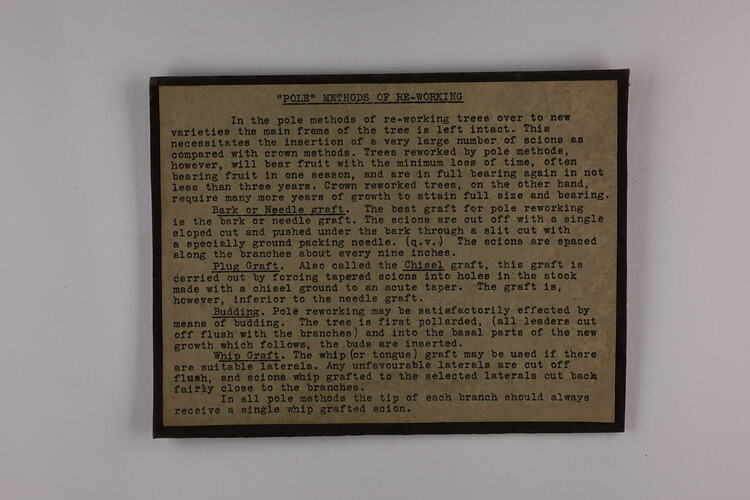 "POLE" METHODS OF RE-WORKING
In the pole methods of re-working trees over to new
varieties the main frame of the tree is left intact. This
necessitates the insertion of a very large number of scions as
compared with crown methods. Trees reworked by pole methods,
however, will bear fruit with the minimum loss of time, often
bearing fruit in one season, and are in full bearing again in not
less than three years. Crown reworked trees, on the other hand,
require many more years of growth to attain full size and bearing.
Bark or Needle graft. The best graft for pole reworking
is the bark or needle graft. The scions are cut off with a single
sloped cut and pushed under the bark through a slit cut with
a specially ground packing needle. (q.v.) The scions are spaced
along the branches about every nine inches.
Plug Graft. Also called the Chisel graft, this graft is
carried out by forcing tapered scions into holes in the stock
made with a chisel ground to an acute taper. The graft is,
however, inferior to the needle graft.
Budding. Pole reworking may be satisfactorily effected by
means of budding. The tree is first pollarded, (all leaders cut
off flush with the branches) and into the basal parts of the new
growth which follows, the buds are inserted.
Whip Graft. The whip (or tongue) graft may be used if there
are suitable laterals. Any unfavourable laterals are cut off
flush, and scions whip grafted to the selected laterals cut back
fairly close to the branches.
In all pole methods the tip of each branch should always
receive a single whip grafted scion.